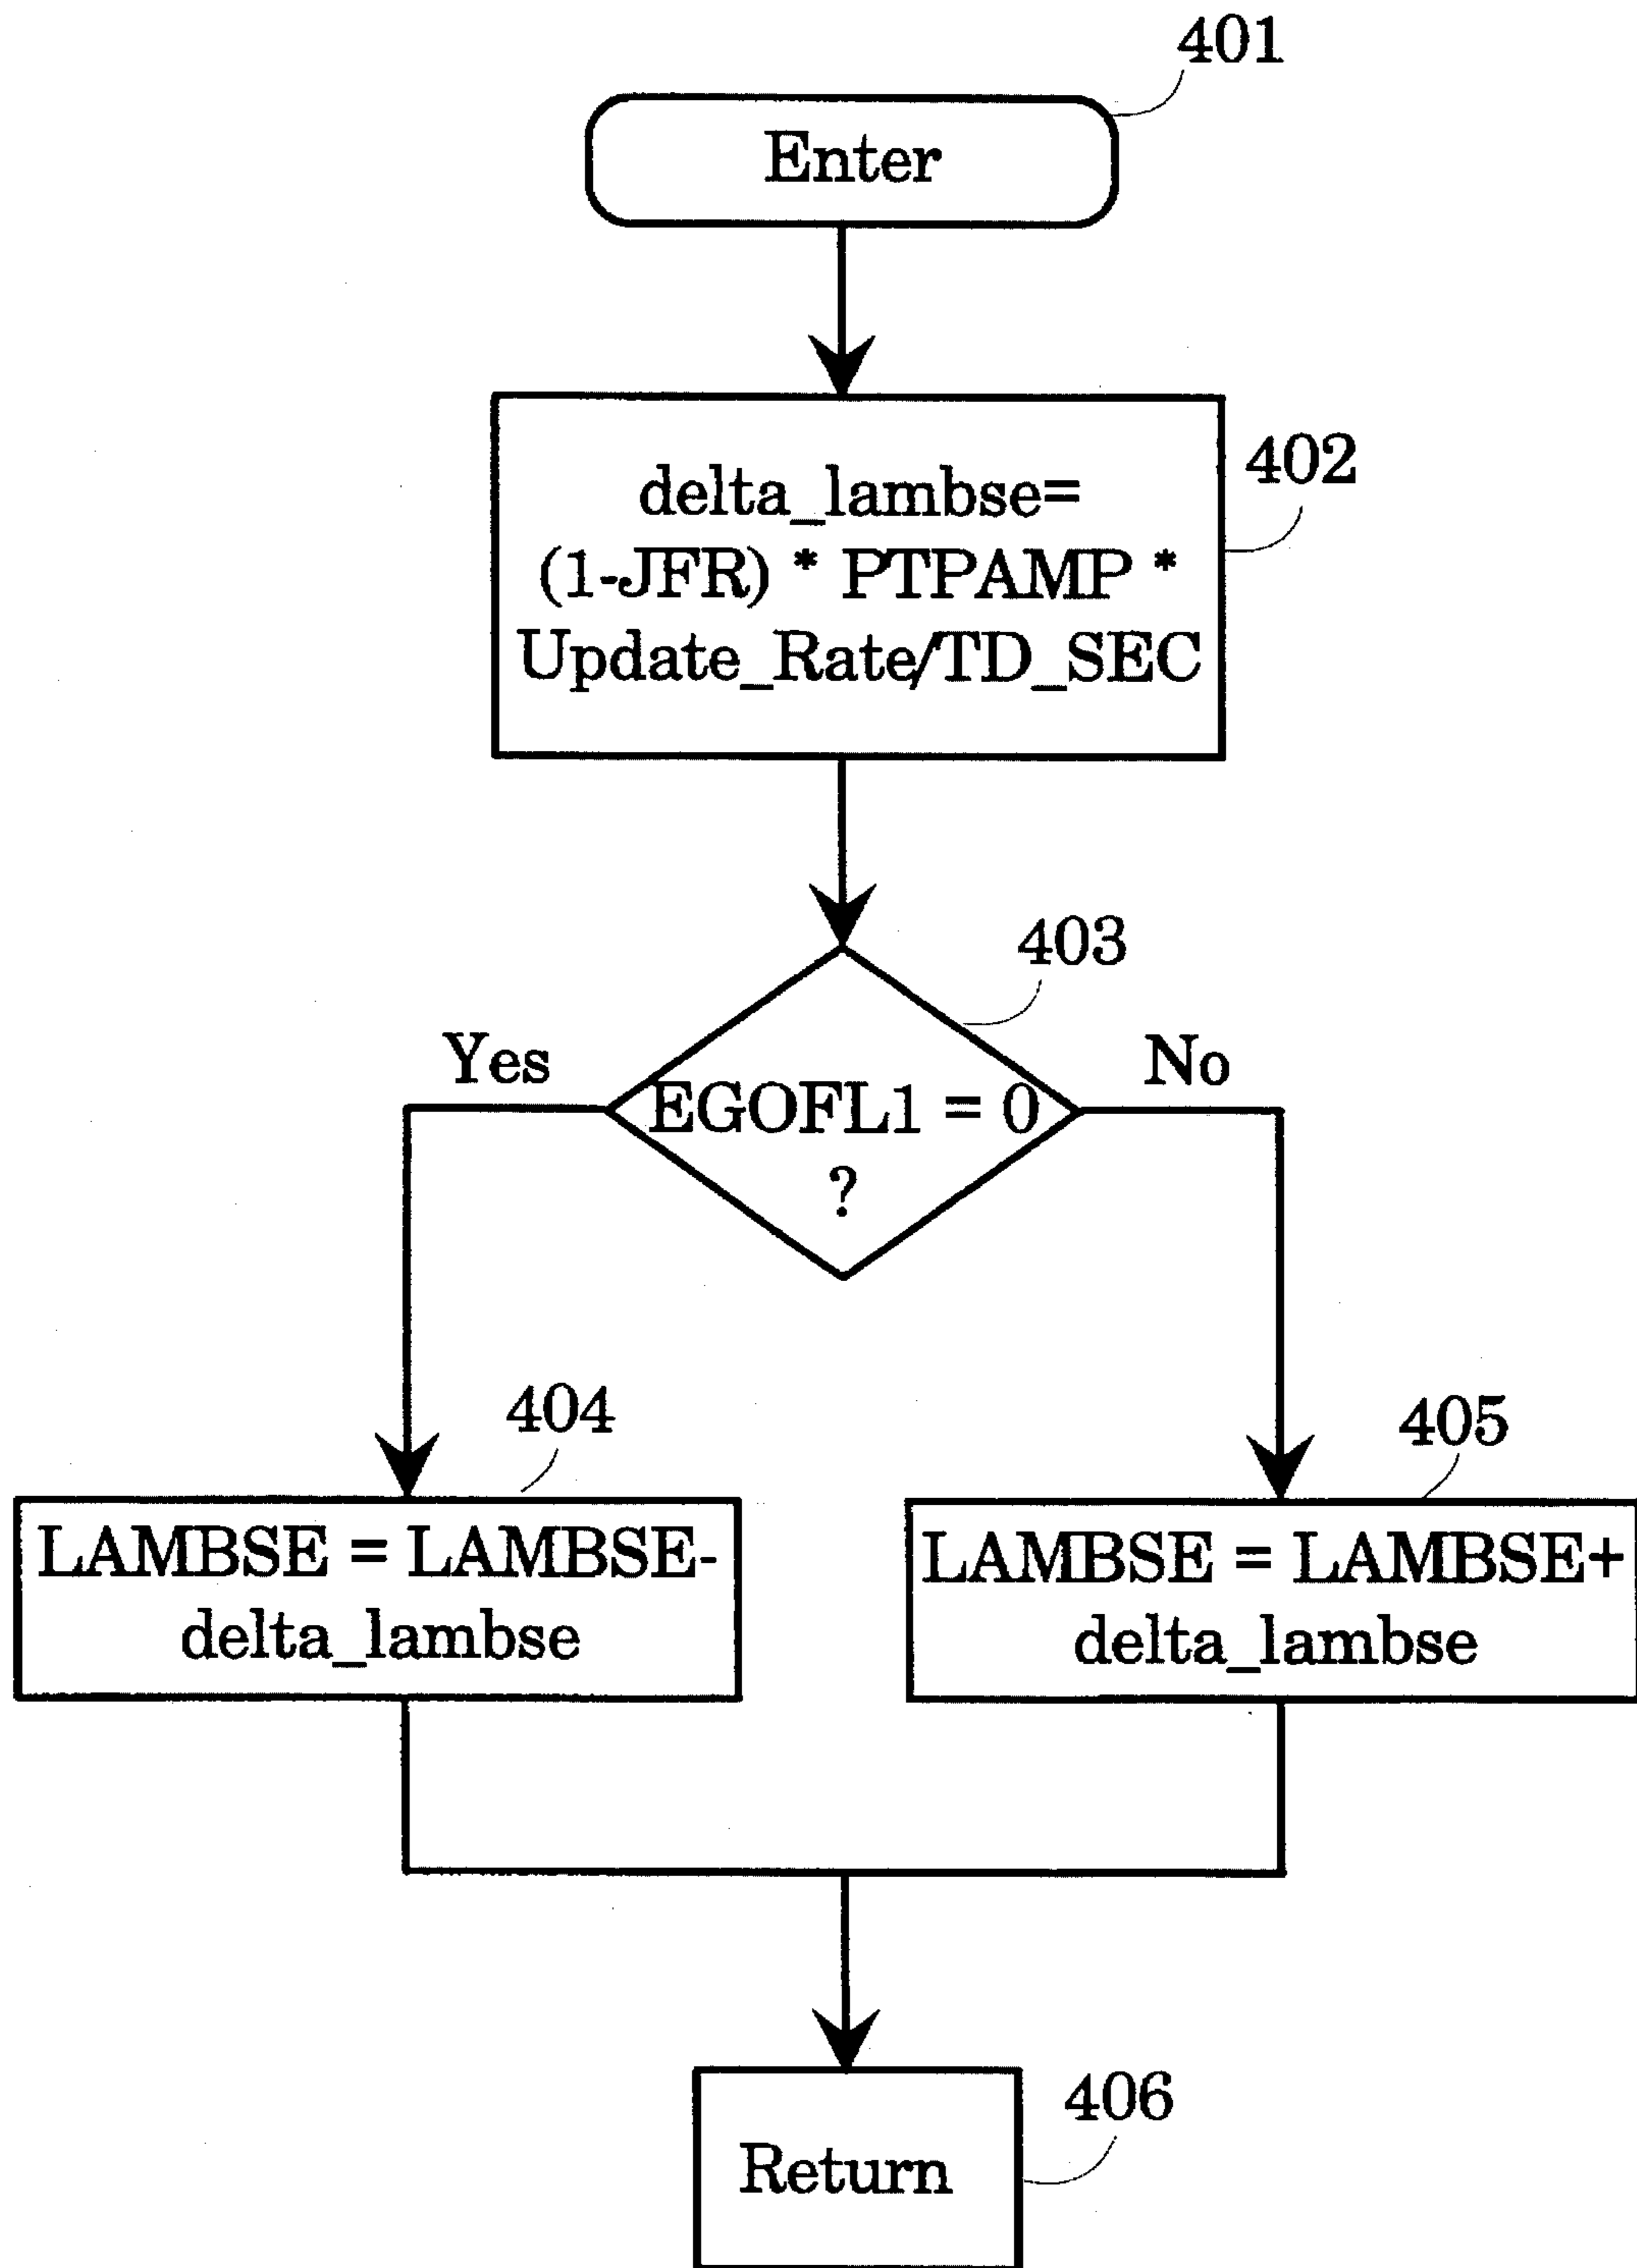 401
Enter
402
delta_lambse=
(1-JFR) * PTPAMP *
Update_Rate/TD_SEC
403
Yes
No
EGOFL1 = 0
?
404
405
LAMBSE = LAMBSE-
delta_lambse
LAMBSE = LAMBSE+
delta_lambse
406
Return